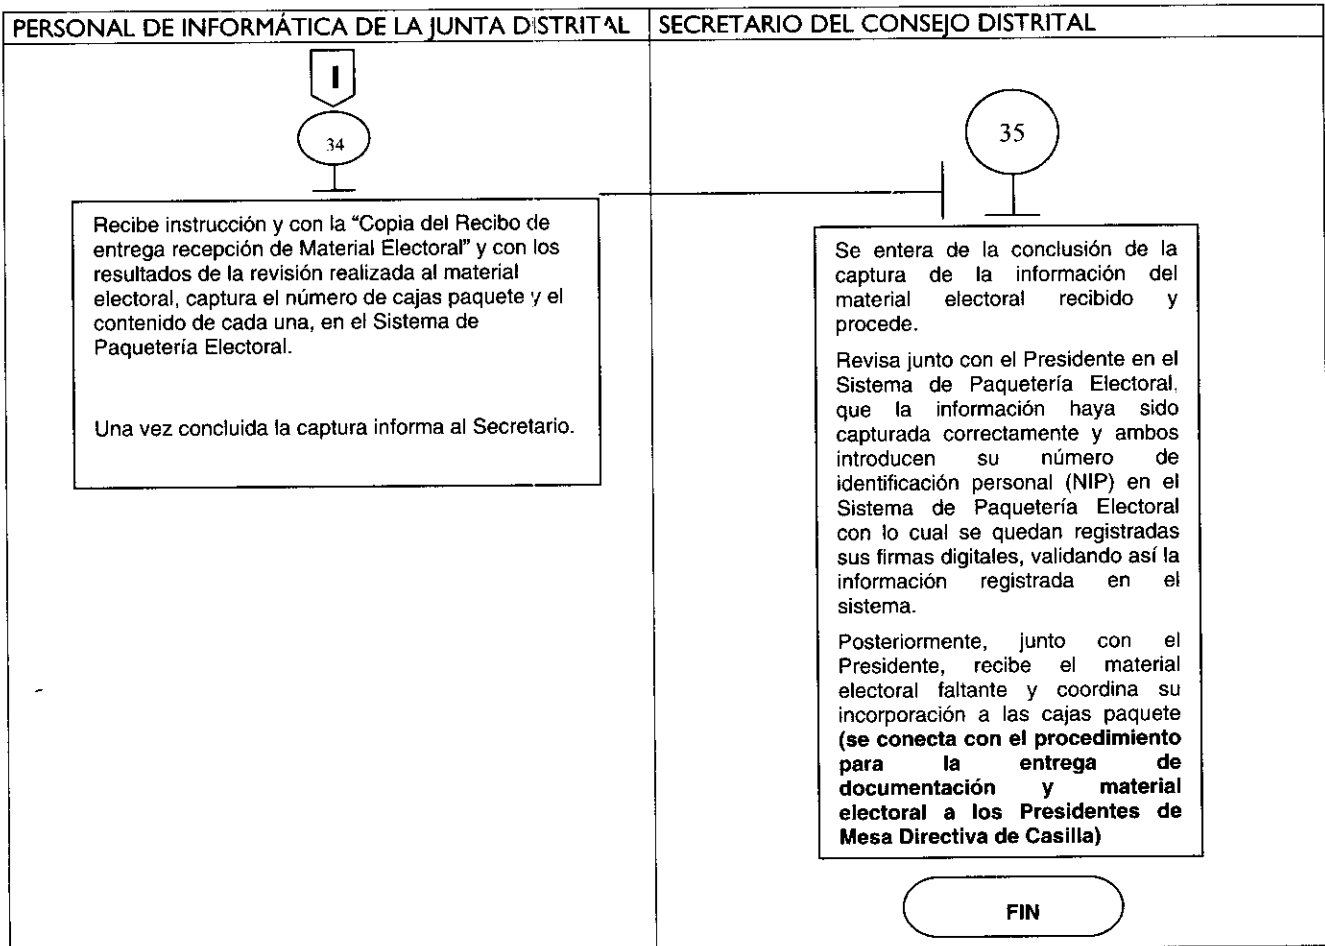 PERSONAL DE INFORMÁTICA DE LA JUNTA DISTRITAL
SECRETARIO DEL CONSEJO DISTRITAL
I
34
Recibe instrucción y con la “Copia del Recibo de
entrega recepción de Material Electoral” y con los
resultados de la revisión realizada al material
electoral, captura el número de cajas paquete y el
contenido de cada una, en el Sistema de
Paquetería Electoral.
Una vez concluida la captura informa al Secretario.
35
Se entera de la conclusión de la
captura de la información del
material electoral recibido y
procede.
Revisa junto con el Presidente en el
Sistema de Paquetería Electoral,
que la información haya sido
capturada correctamente y ambos
introducen su número de
identificación personal (NIP) en el
Sistema de Paquetería Electoral
con lo cual se quedan registradas
sus firmas digitales, validando así la
información registrada en el
sistema.
Posteriormente, junto con el
Presidente, recibe el material
electoral faltante y coordina su
incorporación a las cajas paquete
(se conecta con el procedimiento
para la entrega de
documentación y material
electoral a los Presidentes de
Mesa Directiva de Casilla)
FIN